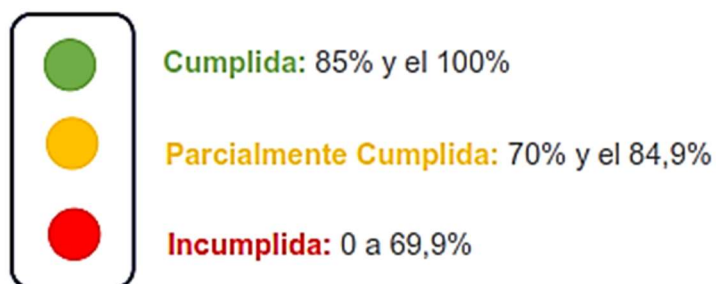 Cumplida: 85% y el 100%
Parcialmente Cumplida: 70% y el 84,9%
Incumplida: 0 a 69,9%